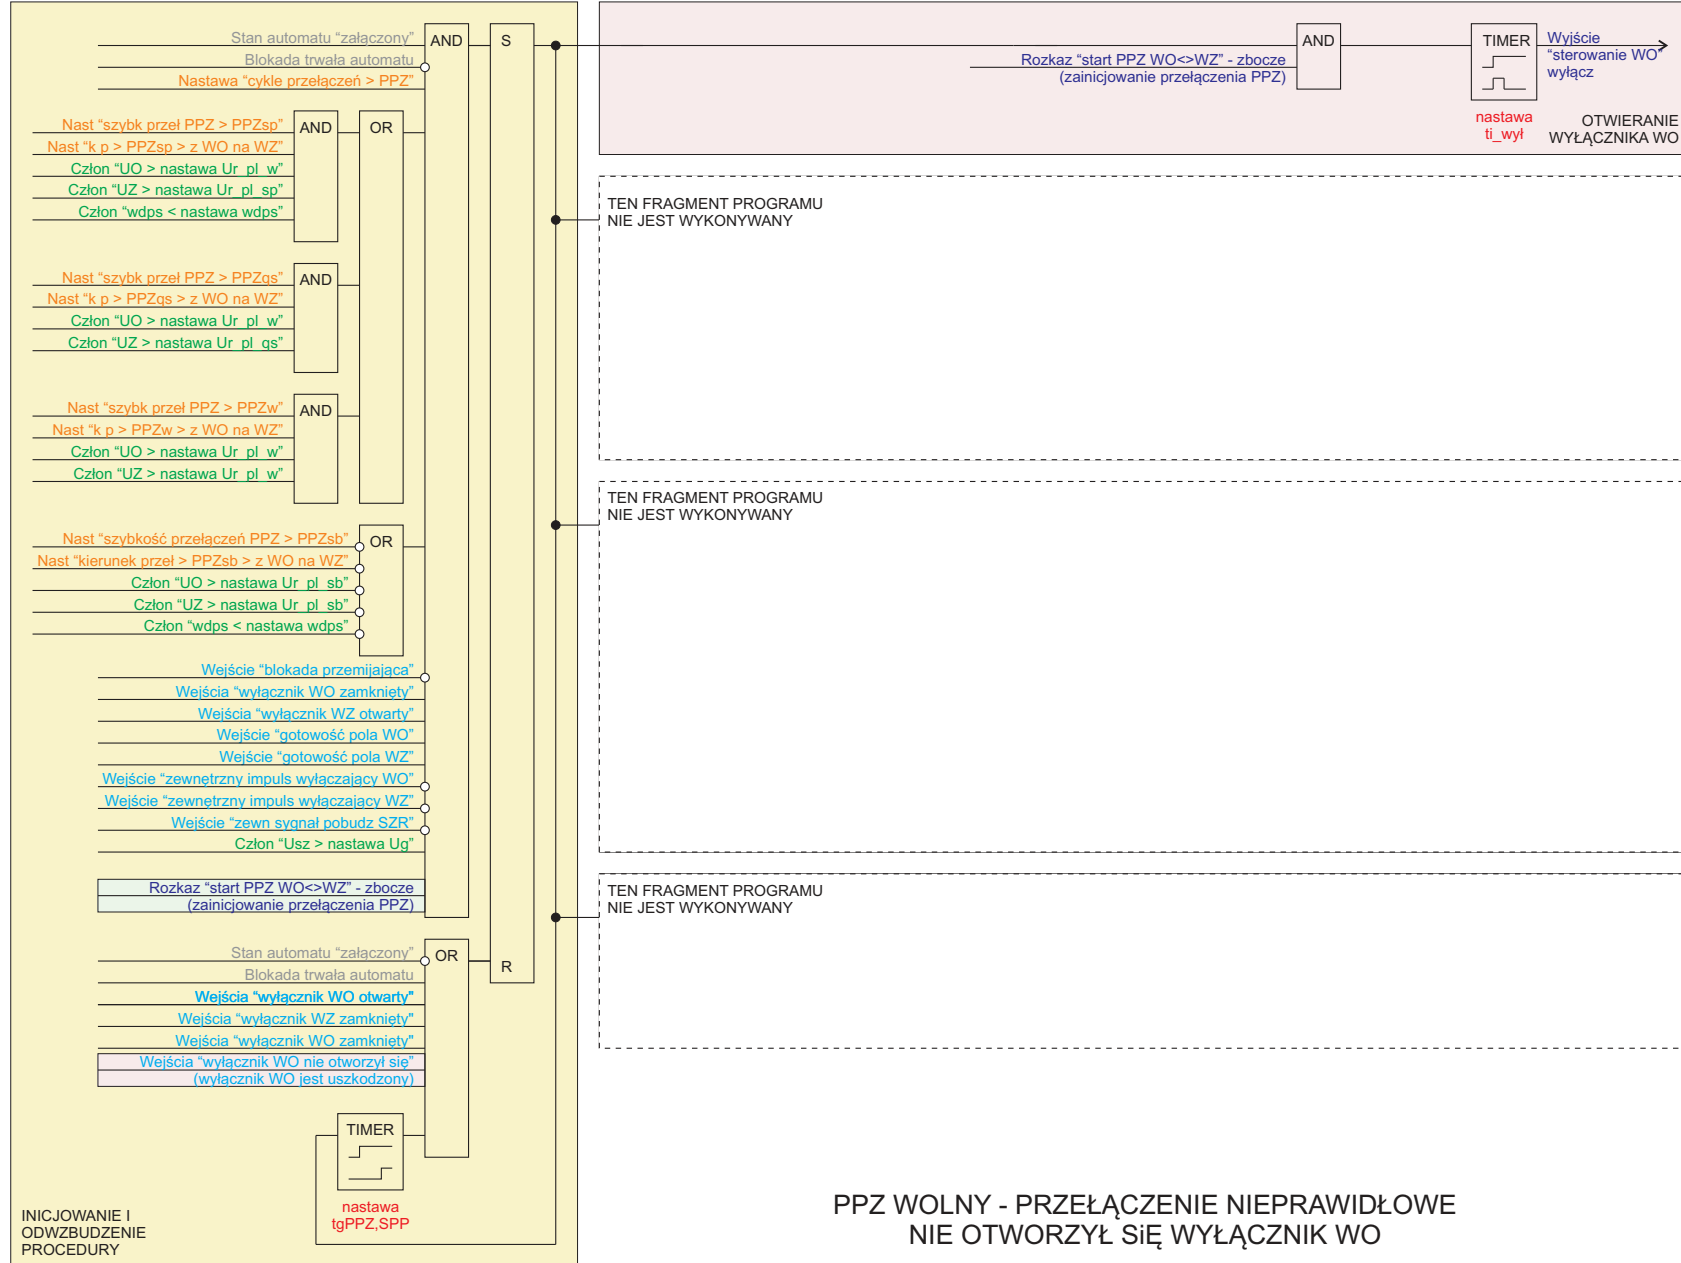 Stan automatu “załączony”
Blokada trwała automatu
Nastawa “cykle przełączeń > PPZ”
AND
S
Nast “szybk przeł PPZ > PPZsp”
Nast “k p > PPZsp > z WO na WZ”
Człon “UO > nastawa Ur_pl_w”
Człon “UZ > nastawa Ur_pl_sp”
Człon “wdps < nastawa wdps”
AND
OR
Nast “szybk przeł PPZ > PPZqs”
Nast “k p > PPZqs > z WO na WZ”
Człon “UO > nastawa Ur_pl_w”
Człon “UZ > nastawa Ur_pl_qs”
AND
Nast “szybk przeł PPZ > PPZw”
Nast “k p > PPZw > z WO na WZ”
Człon “UO > nastawa Ur_pl_w”
Człon “UZ > nastawa Ur_pl_w”
AND
Nast “szybkość przełączeń PPZ > PPZsb”
Nast “kierunek przeł > PPZsb > z WO na WZ”
Człon “UO > nastawa Ur_pl_sb”
Człon “UZ > nastawa Ur_pl_sb”
Człon “wdps < nastawa wdps”
OR
Wejście “blokada przemijająca”
Wejścia “wyłącznik WO zamknięty”
Wejścia “wyłącznik WZ otwarty”
Wejście “gotowość pola WO”
Wejście “gotowość pola WZ”
Wejście “zewnętrzny impuls wyłączający WO”
Wejście “zewnętrzny impuls wyłączający WZ”
Wejście “zewn sygnał pobudz SZR”
Człon “Usz > nastawa Ug”
Rozkaz “start PPZ WO<>WZ” - zbocze
(zainicjowanie przełączenia PPZ)
Stan automatu “załączony”
Blokada trwała automatu
Wejścia “wyłącznik WO otwarty"
Wejścia “wyłącznik WZ zamknięty"
Wejścia “wyłącznik WO zamknięty"
Wejścia “wyłącznik WO nie otworzył się”
(wyłącznik WO jest uszkodzony)
OR
R
TIMER
nastawa
tgPPZ,SPP
INICJOWANIE I
ODWZBUDZENIE
PROCEDURY
Rozkaz “start PPZ WO<>WZ” - zbocze
(zainicjowanie przełączenia PPZ)
AND
TIMER
nastawa
ti_wył
Wyjście
“sterowanie WO”
wyłącz
OTWIERANIE
WYŁĄCZNIKA WO
TEN FRAGMENT PROGRAMU
NIE JEST WYKONYWANY
TEN FRAGMENT PROGRAMU
NIE JEST WYKONYWANY
TEN FRAGMENT PROGRAMU
NIE JEST WYKONYWANY
PPZ WOLNY - PRZEŁĄCZENIE NIEPRAWIDŁOWE
NIE OTWORZYŁ SiĘ WYŁĄCZNIK WO